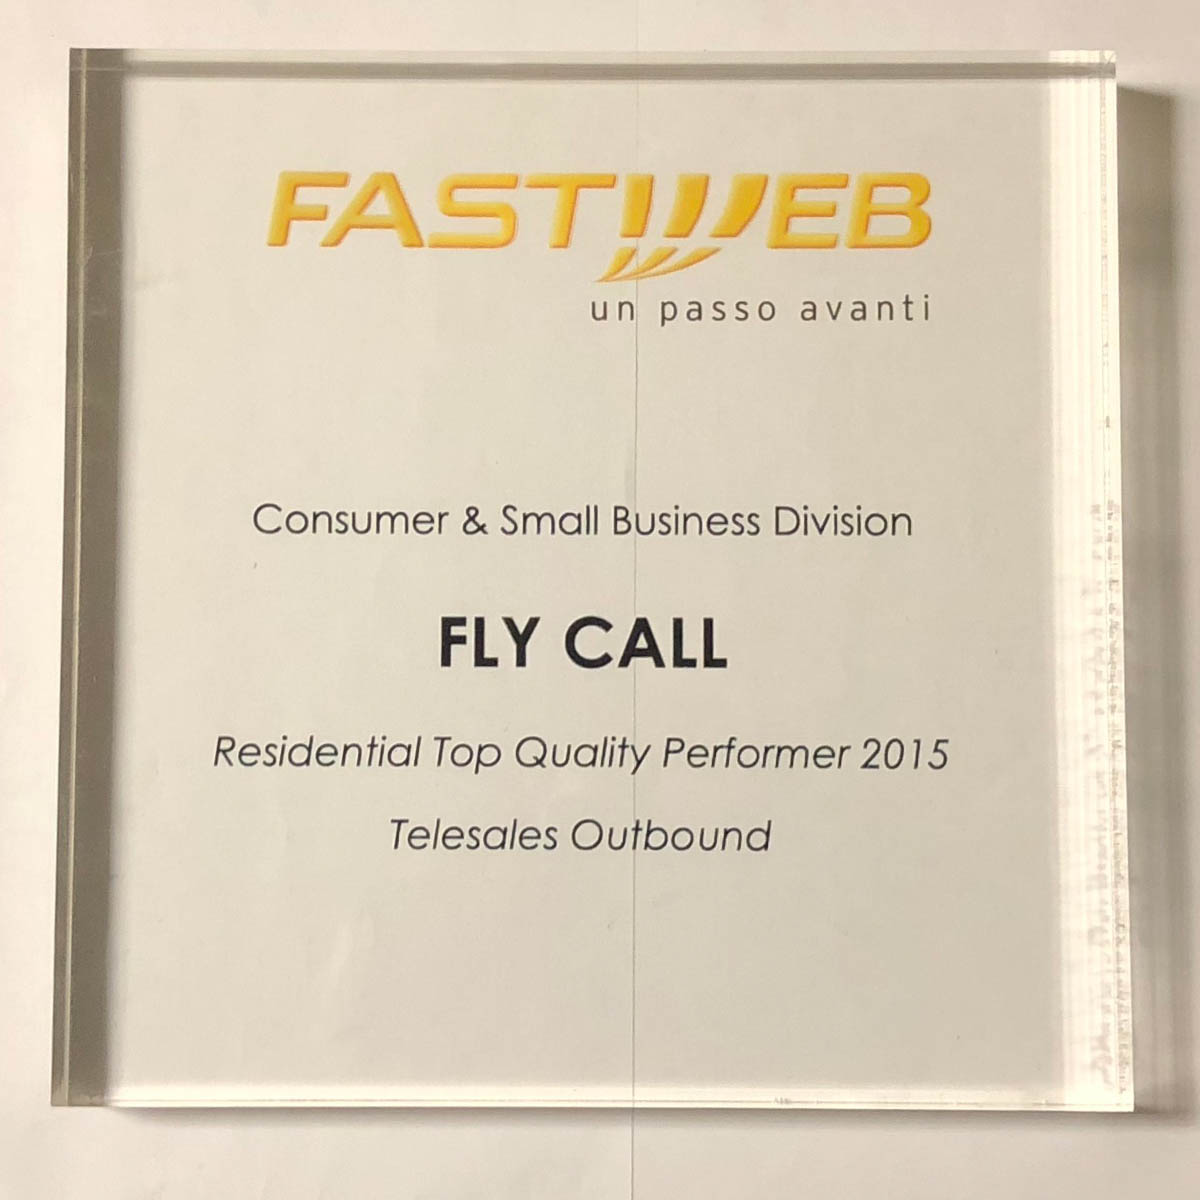 FASTWEB
un passo avanti
Consumer & Small Business Division
FLY CALL
Residential Top Quality Performer 2015
Telesales Outbound